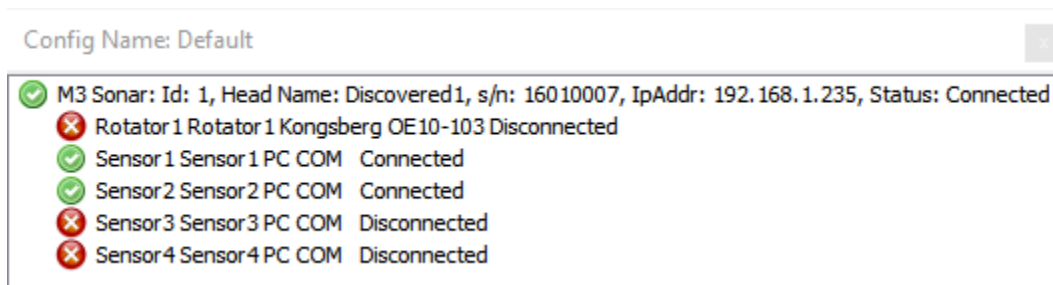 Config Name: Default
M3 Sonar: Id: 1, Head Name: Discovered1, s/n: 16010007, IpAddr: 192.168.1.235, Status: Connected
Rotator1 Rotator1 Kongsberg OE10-103 Disconnected
Sensor1 Sensor1 PC COM Connected
Sensor2 Sensor2 PC COM Connected
Sensor3 Sensor3 PC COM Disconnected
Sensor4 Sensor4 PC COM Disconnected